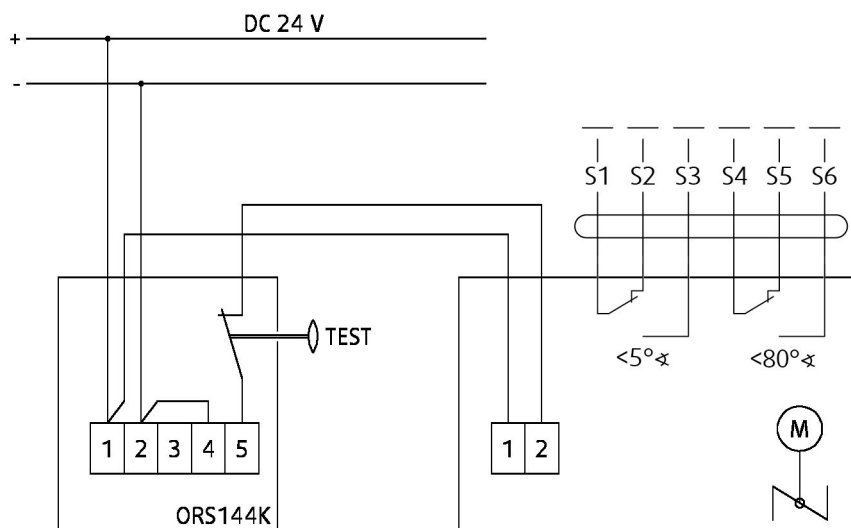 DC 24 V
+
-
S1 S2 S3 S4 S5 S6
TEST
<5°∢ <80°∢
M
1 2 3 4 5
1 2
ORS144K